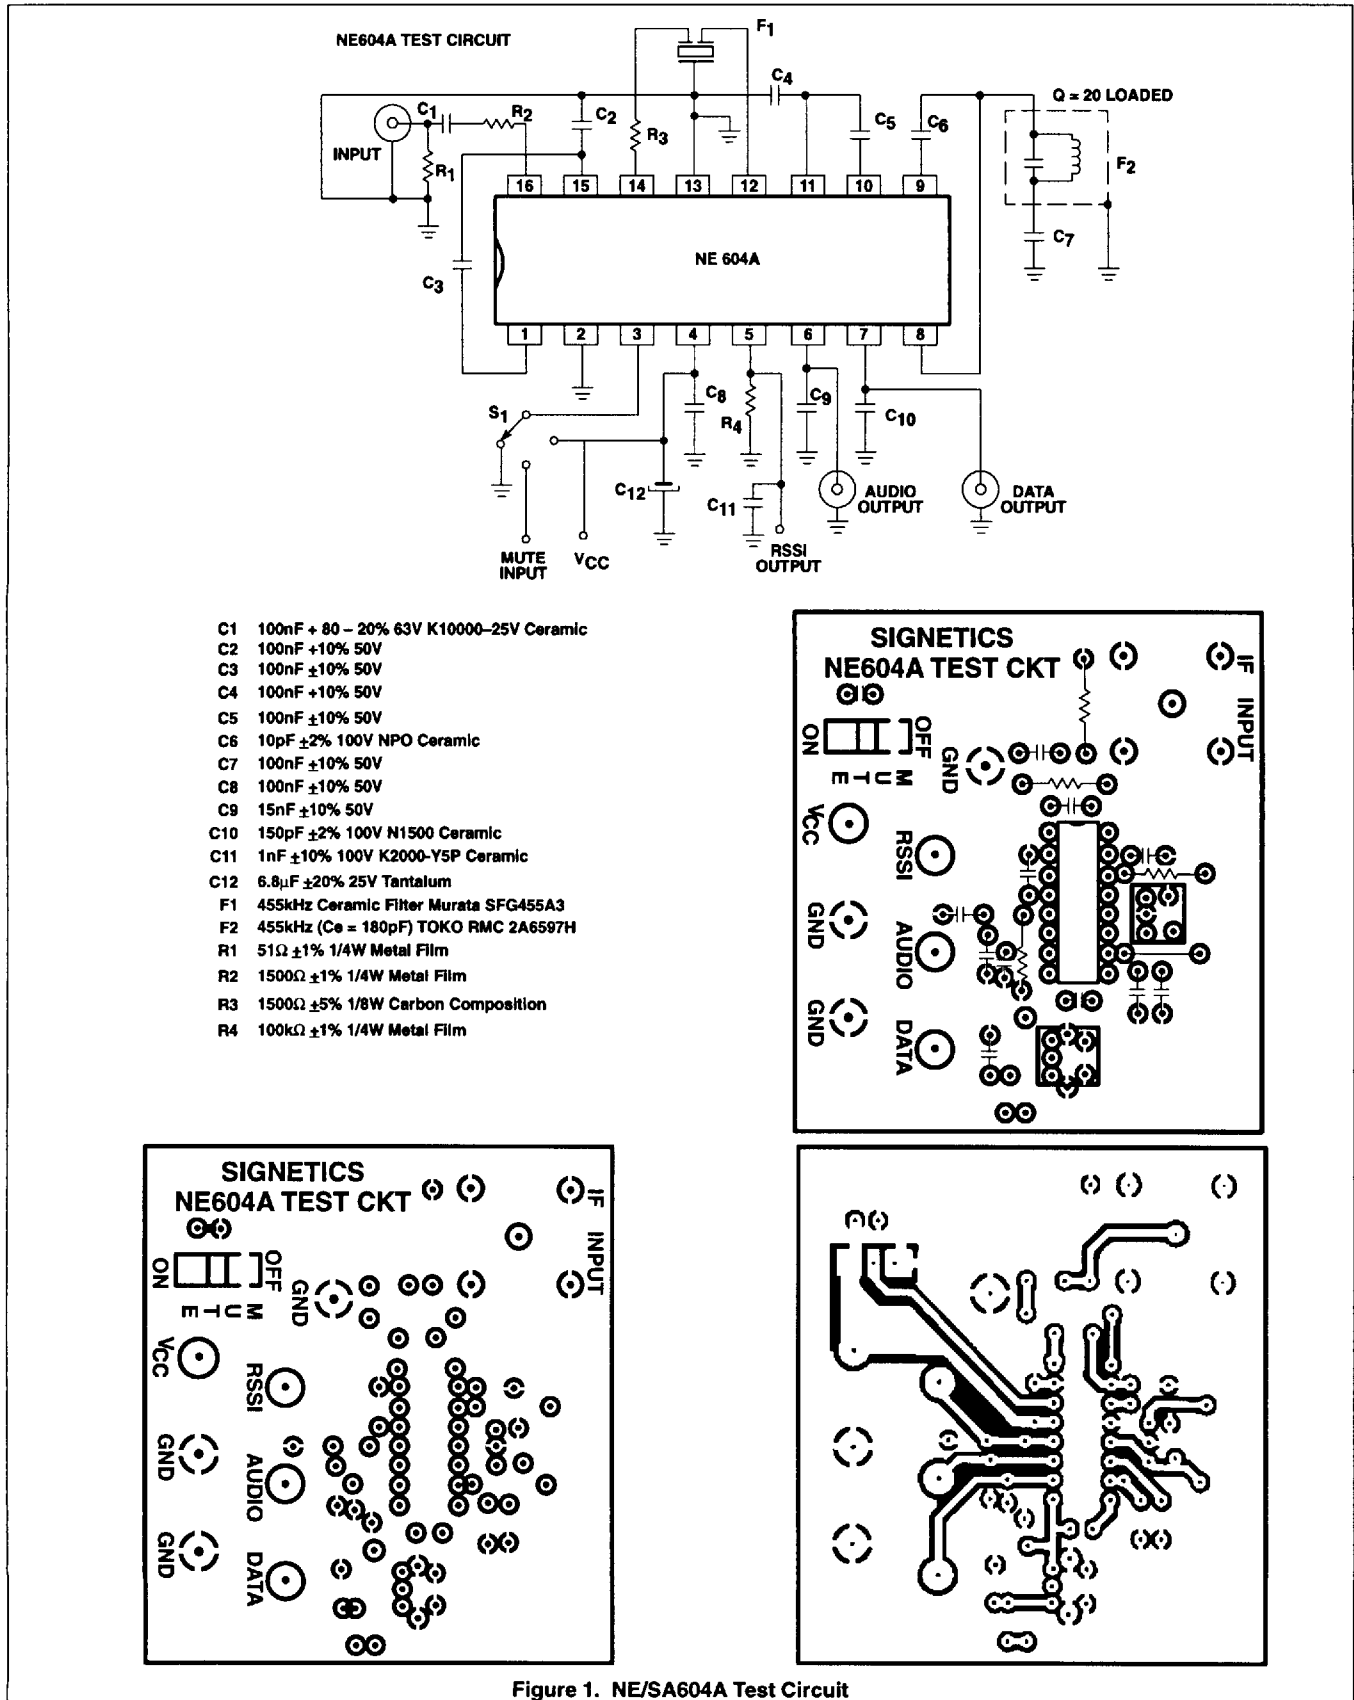 NE604A TEST CIRCUIT
F1
C4
Q = 20 LOADED
C1
R2
C2
R3
C5
C6
INPUT
R1
F2
16 15 14 13 12 11 10 9
C7
NE 604A
C3
1 2 3 4 5 6 7 8
S1
C8
R4
C9
C10
C12
C11
AUDIO OUTPUT
DATA OUTPUT
MUTE INPUT
VCC
RSSI OUTPUT
C1 100nF + 80 – 20% 63V K10000–25V Ceramic
C2 100nF +10% 50V
C3 100nF ±10% 50V
C4 100nF +10% 50V
C5 100nF ±10% 50V
C6 10pF ±2% 100V NPO Ceramic
C7 100nF ±10% 50V
C8 100nF ±10% 50V
C9 15nF ±10% 50V
C10 150pF ±2% 100V N1500 Ceramic
C11 1nF ±10% 100V K2000-Y5P Ceramic
C12 6.8µF ±20% 25V Tantalum
F1 455kHz Ceramic Filter Murata SFG455A3
F2 455kHz (Ce = 180pF) TOKO RMC 2A6597H
R1 51Ω ±1% 1/4W Metal Film
R2 1500Ω ±1% 1/4W Metal Film
R3 1500Ω ±5% 1/8W Carbon Composition
R4 100kΩ ±1% 1/4W Metal Film
SIGNETICS
NE604A TEST CKT
IF INPUT
ON
OFF
MUTE
GND
VCC
RSSI
GND
AUDIO
GND
DATA
SIGNETICS
NE604A TEST CKT
IF INPUT
ON
OFF
MUTE
GND
VCC
RSSI
GND
AUDIO
GND
DATA
Figure 1. NE/SA604A Test Circuit